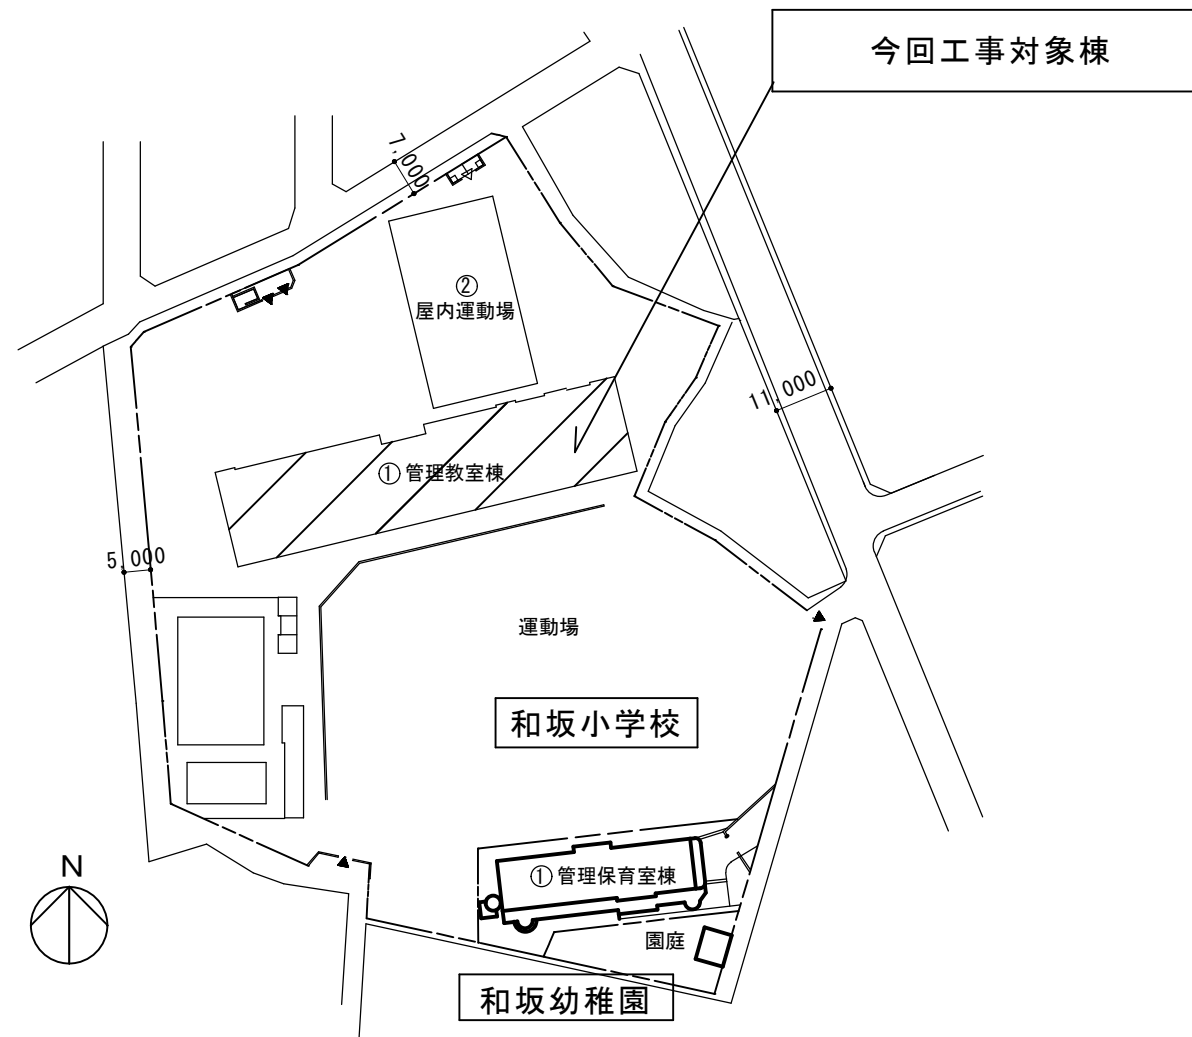 今回工事対象棟
7,000
②
屋内運動場
11,000
①管理教室棟
5,000
運動場
和坂小学校
N
①管理保育室棟
園庭
和坂幼稚園